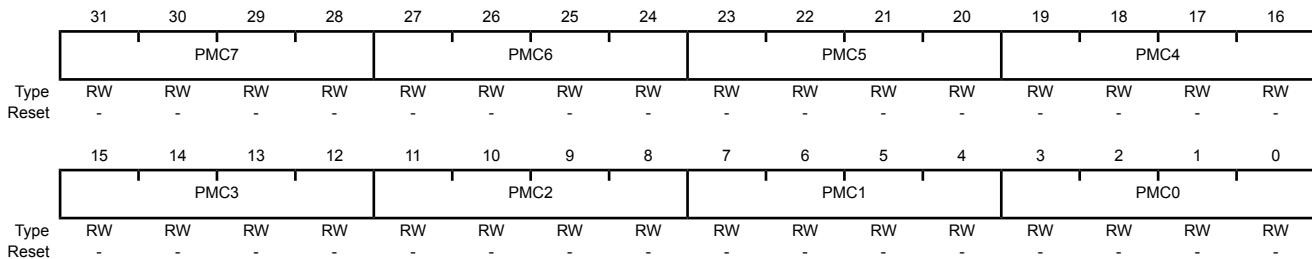 31 30 29 28 27 26 25 24 23 22 21 20 19 18 17 16
PMC7 PMC6 PMC5 PMC4
Type RW RW RW RW RW RW RW RW RW RW RW RW RW RW RW RW
Reset - - - - - - - - - - - - - - - -
15 14 13 12 11 10 9 8 7 6 5 4 3 2 1 0
PMC3 PMC2 PMC1 PMC0
Type RW RW RW RW RW RW RW RW RW RW RW RW RW RW RW RW
Reset - - - - - - - - - - - - - - - -